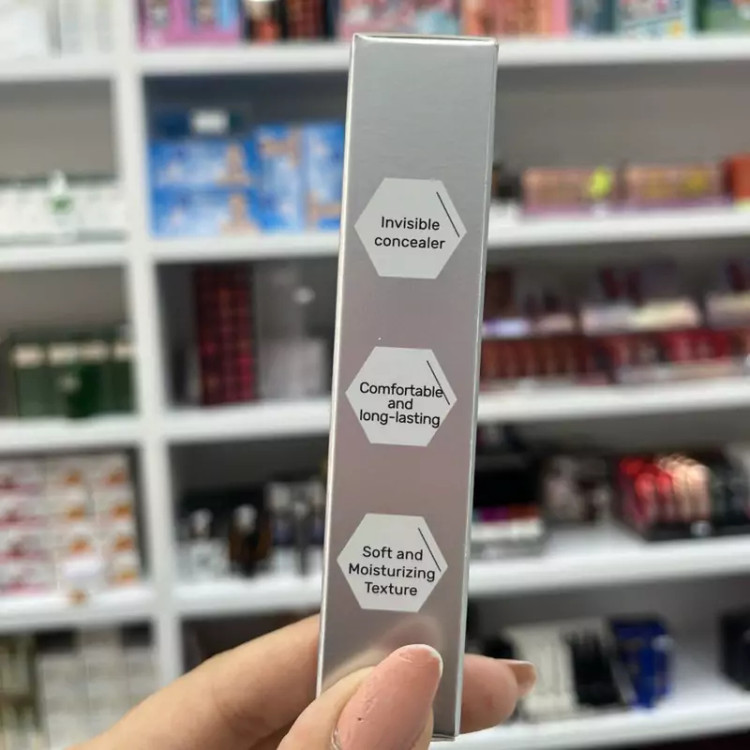 Invisible
concealer
Comfortable
and
long-lasting
Soft and
Moisturizing
Texture